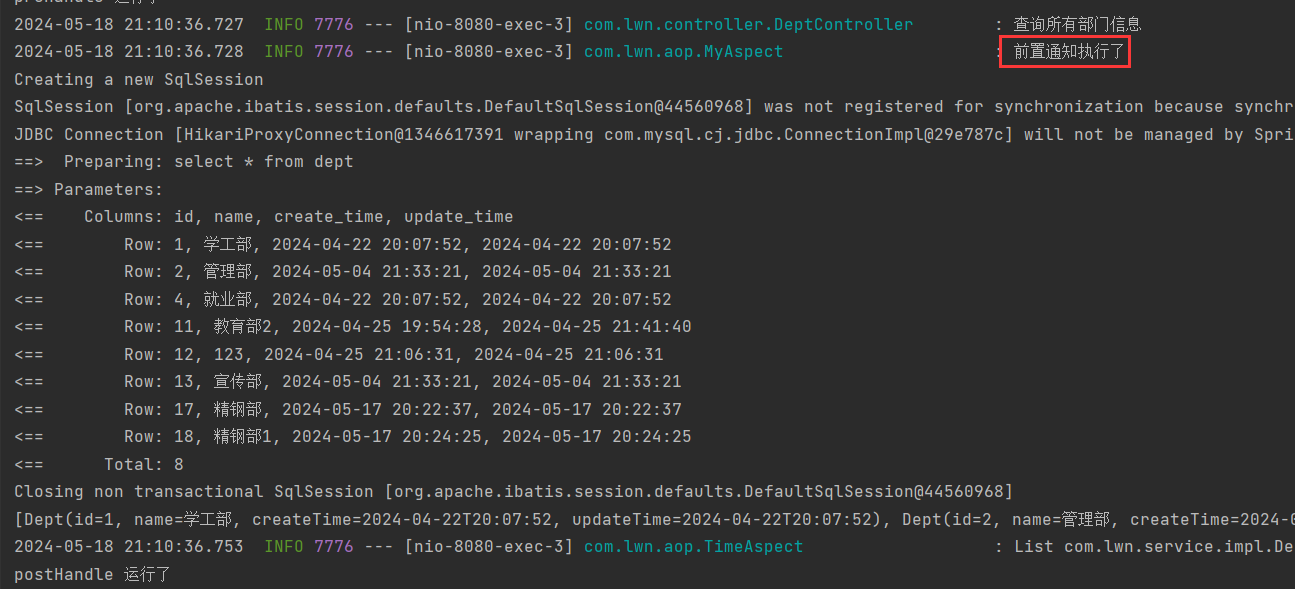 preHandle 运行了
2024-05-18 21:10:36.727  INFO 7776 --- [nio-8080-exec-3] com.lwn.controller.DeptController        : 查询所有部门信息
2024-05-18 21:10:36.728  INFO 7776 --- [nio-8080-exec-3] com.lwn.aop.MyAspect                     : 前置通知执行了
Creating a new SqlSession
SqlSession [org.apache.ibatis.session.defaults.DefaultSqlSession@44560968] was not registered for synchronization because synchr
JDBC Connection [HikariProxyConnection@1346617391 wrapping com.mysql.cj.jdbc.ConnectionImpl@29e787c] will not be managed by Spri
==>  Preparing: select * from dept
==> Parameters:
<==    Columns: id, name, create_time, update_time
<==        Row: 1, 学工部, 2024-04-22 20:07:52, 2024-04-22 20:07:52
<==        Row: 2, 管理部, 2024-05-04 21:33:21, 2024-05-04 21:33:21
<==        Row: 4, 就业部, 2024-04-22 20:07:52, 2024-04-22 20:07:52
<==        Row: 11, 教育部2, 2024-04-25 19:54:28, 2024-04-25 21:41:40
<==        Row: 12, 123, 2024-04-25 21:06:31, 2024-04-25 21:06:31
<==        Row: 13, 宣传部, 2024-05-04 21:33:21, 2024-05-04 21:33:21
<==        Row: 17, 精钢部, 2024-05-17 20:22:37, 2024-05-17 20:22:37
<==        Row: 18, 精钢部1, 2024-05-17 20:24:25, 2024-05-17 20:24:25
<==      Total: 8
Closing non transactional SqlSession [org.apache.ibatis.session.defaults.DefaultSqlSession@44560968]
[Dept(id=1, name=学工部, createTime=2024-04-22T20:07:52, updateTime=2024-04-22T20:07:52), Dept(id=2, name=管理部, createTime=2024-0
2024-05-18 21:10:36.753  INFO 7776 --- [nio-8080-exec-3] com.lwn.aop.TimeAspect                   : List com.lwn.service.impl.De
postHandle 运行了